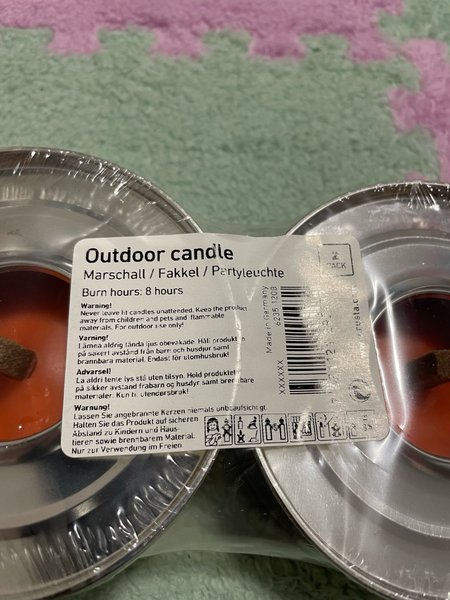 Outdoor candle
Marschall / Fakkel / Partyleuchte
Burn hours: 8 hours
Warning!
Never leave lit candles unattended. Keep the product
away from children and pets and flammable
materials. For outdoor use only!
Varning!
Lämna aldrig tända ljus obevakade. Håll produkten
på säkert avstånd från barn och husdjur samt
brennbara material. Endast för utomhusbruk!
Advarsel!
La aldri tente lys stå uten tilsyn. Hold produktet
på sikker avstand fra barn og husdyr samt brennbare
materialer. Kun til utendørsbruk!
Warnung!
Lassen Sie angebrannte Kerzen niemals unbeaufsichtigt.
Halten Sie das Produkt auf sicheren
Abstand zu Kindern und Haus-
tieren sowie brennbarem Material.
Nur zur Verwendung im Freien
2
PACK
Made in Germany
6235 1208
XXXXXX